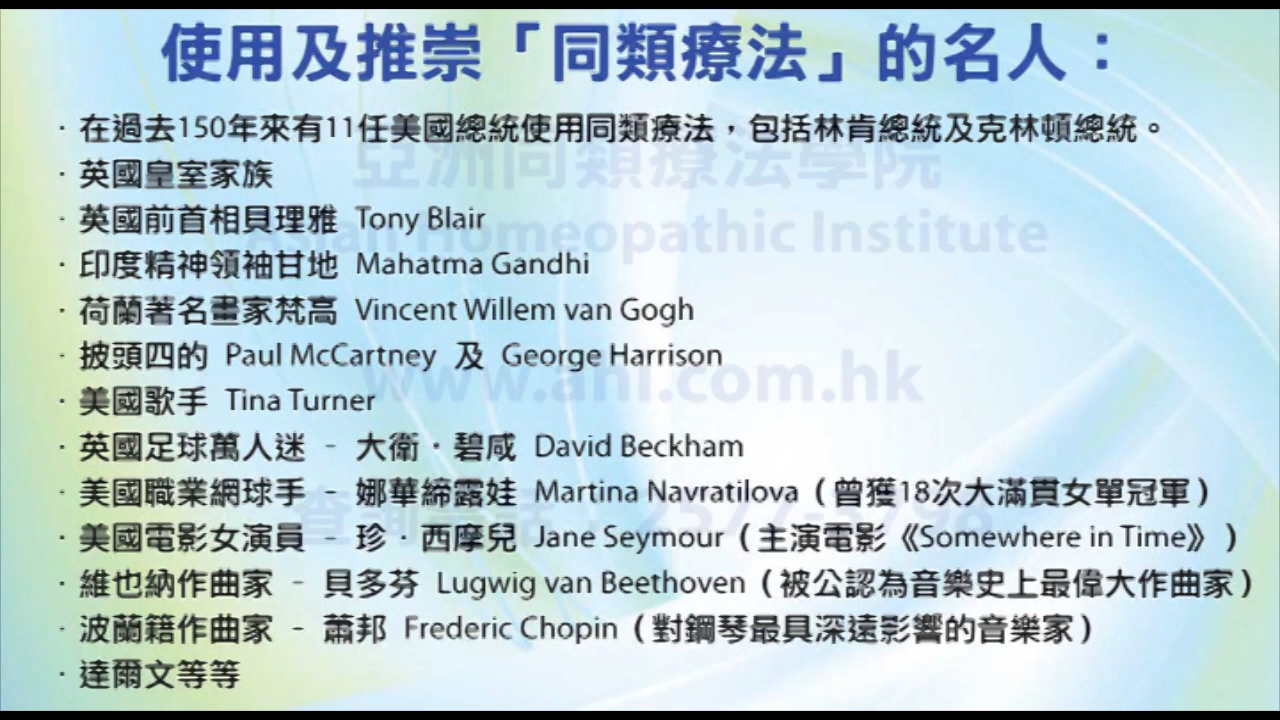 使用及推崇「同類療法」的名人：
· 在過去150年來有11任美國總統使用同類療法，包括林肯總統及克林頓總統。
亞洲同類療法學院
· 英國皇室家族
· 英國前首相貝理雅 Tony Blair
Asian Homeopathic Institute
· 印度精神領袖甘地 Mahatma Gandhi
· 荷蘭著名畫家梵高 Vincent Willem van Gogh
· 披頭四的 Paul McCartney 及 George Harrison
www.ahi.com.hk
· 美國歌手 Tina Turner
· 英國足球萬人迷 - 大衛·碧咸 David Beckham
· 美國職業網球手 - 娜華締露娃 Martina Navratilova（曾獲18次大滿貫女單冠軍）
· 美國電影女演員 - 珍·西摩兒 Jane Seymour（主演電影《Somewhere in Time》）
· 維也納作曲家 - 貝多芬 Lugwig van Beethoven（被公認為音樂史上最偉大作曲家）
· 波蘭籍作曲家 - 蕭邦 Frederic Chopin（對鋼琴最具深遠影響的音樂家）
· 達爾文等等